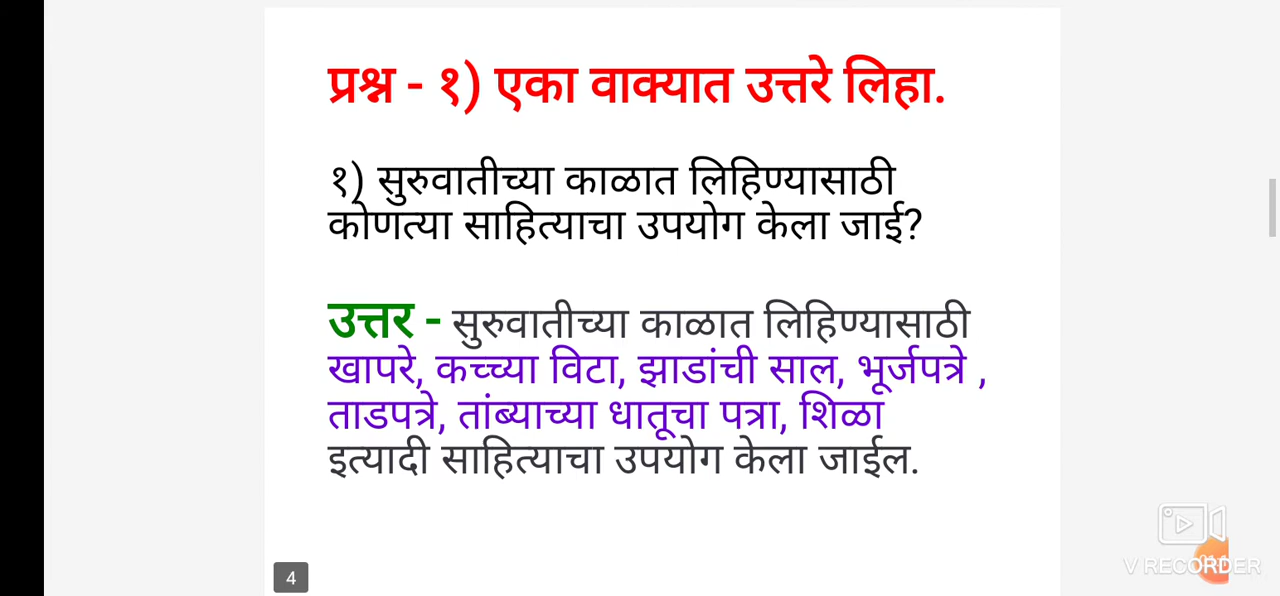 प्रश्न - १) एका वाक्यात उत्तरे लिहा.
१) सुरुवातीच्या काळात लिहिण्यासाठी
कोणत्या साहित्याचा उपयोग केला जाई?
उत्तर - सुरुवातीच्या काळात लिहिण्यासाठी
खापरे, कच्च्या विटा, झाडांची साल, भूर्जपत्रे ,
ताडपत्रे, तांब्याच्या धातूचा पत्रा, शिळा
इत्यादी साहित्याचा उपयोग केला जाईल.
4
V RECORDER